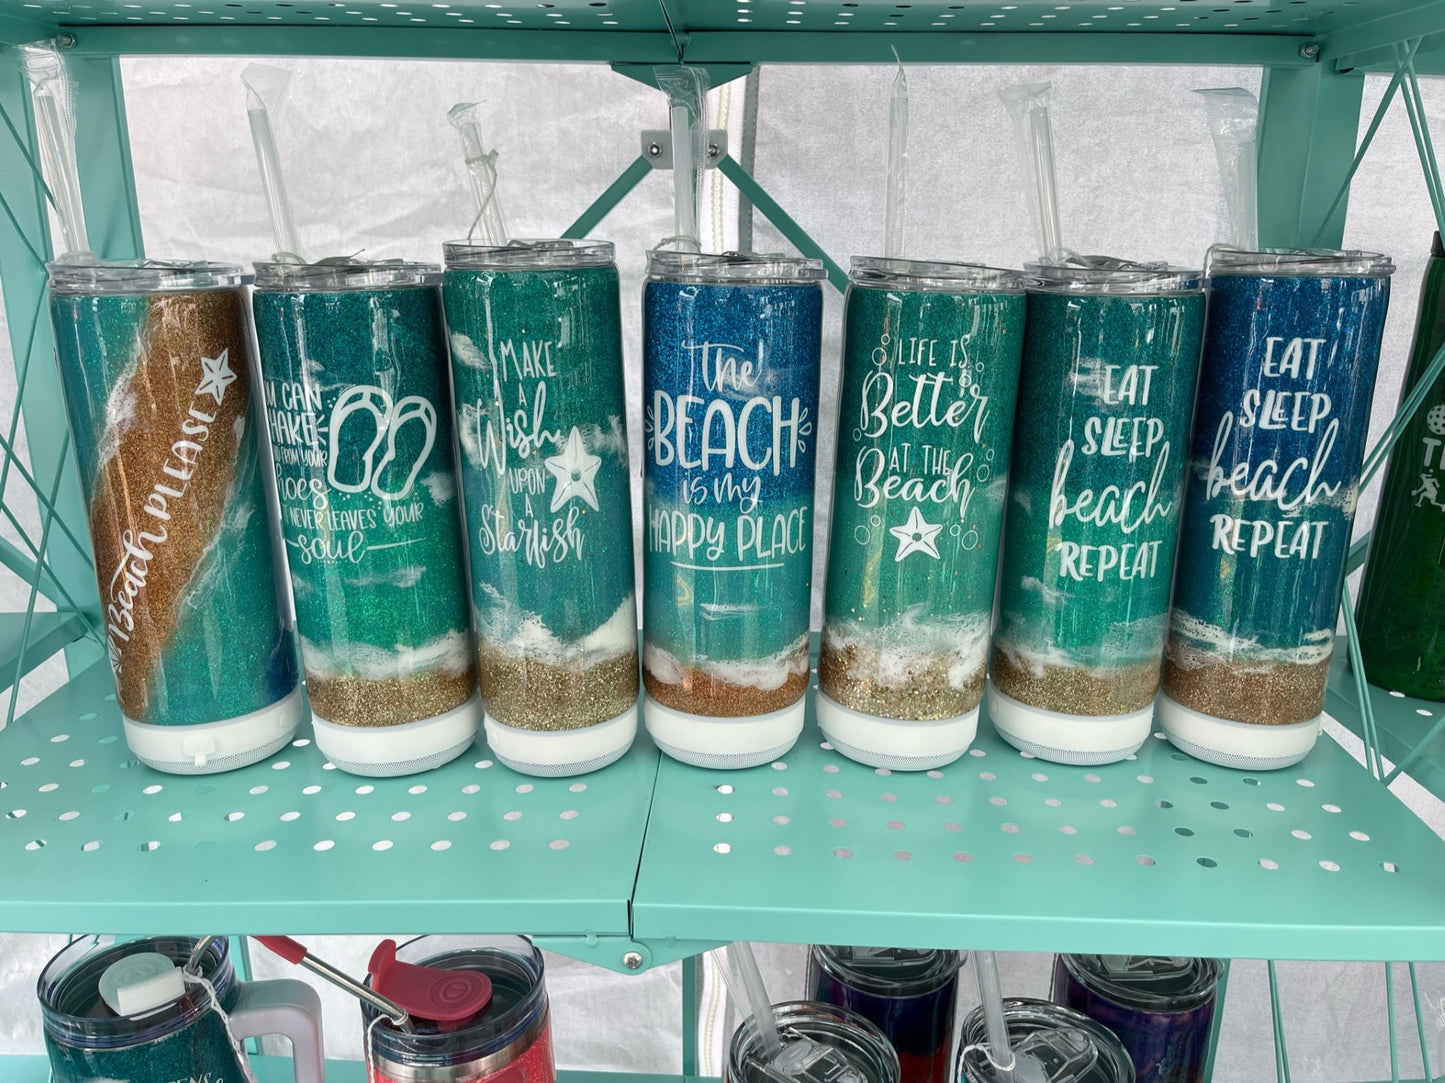 Beach PLEASE
M CAN
HAKE
FROM YOUR
hoes
T NEVER LEAVES YOUR
soul
MAKE
A
Wish
UPON
A
Starfish
The
BEACH
is my
HAPPY PLACE
LIFE IS
Better
AT THE
Beach
EAT
SLEEP
beach
REPEAT
EAT
SLEEP
beach
REPEAT